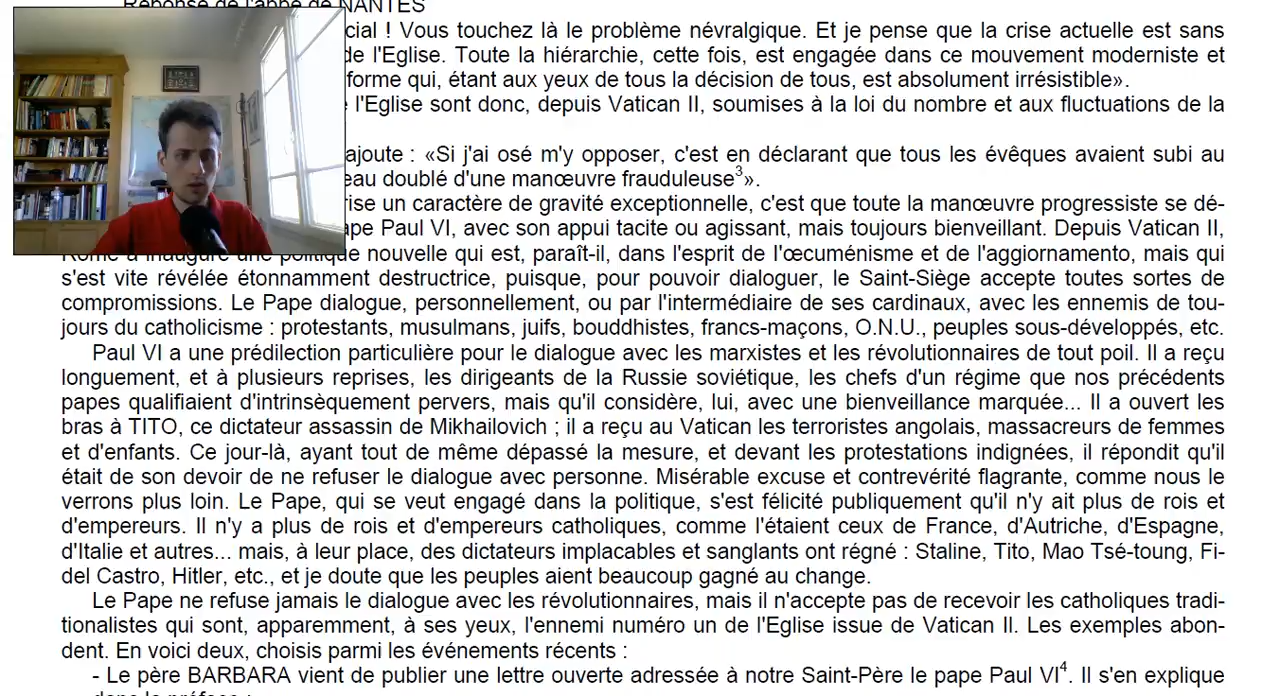 Réponse de l'abbé de NANTES
cial ! Vous touchez là le problème névralgique. Et je pense que la crise actuelle est sans
de l'Eglise. Toute la hiérarchie, cette fois, est engagée dans ce mouvement moderniste et
forme qui, étant aux yeux de tous la décision de tous, est absolument irrésistible».
l'Eglise sont donc, depuis Vatican II, soumises à la loi du nombre et aux fluctuations de la
ajoute : «Si j'ai osé m'y opposer, c'est en déclarant que tous les évêques avaient subi au
eau doublé d'une manœuvre frauduleuse³».
rise un caractère de gravité exceptionnelle, c'est que toute la manœuvre progressiste se dé-
ape Paul VI, avec son appui tacite ou agissant, mais toujours bienveillant. Depuis Vatican II,
Rome a inauguré une politique nouvelle qui est, paraît-il, dans l'esprit de l'œcuménisme et de l'aggiornamento, mais qui
s'est vite révélée étonnamment destructrice, puisque, pour pouvoir dialoguer, le Saint-Siège accepte toutes sortes de
compromissions. Le Pape dialogue, personnellement, ou par l'intermédiaire de ses cardinaux, avec les ennemis de tou-
jours du catholicisme : protestants, musulmans, juifs, bouddhistes, francs-maçons, O.N.U., peuples sous-développés, etc.
Paul VI a une prédilection particulière pour le dialogue avec les marxistes et les révolutionnaires de tout poil. Il a reçu
longuement, et à plusieurs reprises, les dirigeants de la Russie soviétique, les chefs d'un régime que nos précédents
papes qualifiaient d'intrinsèquement pervers, mais qu'il considère, lui, avec une bienveillance marquée... Il a ouvert les
bras à TITO, ce dictateur assassin de Mikhailovich ; il a reçu au Vatican les terroristes angolais, massacreurs de femmes
et d'enfants. Ce jour-là, ayant tout de même dépassé la mesure, et devant les protestations indignées, il répondit qu'il
était de son devoir de ne refuser le dialogue avec personne. Misérable excuse et contrevérité flagrante, comme nous le
verrons plus loin. Le Pape, qui se veut engagé dans la politique, s'est félicité publiquement qu'il n'y ait plus de rois et
d'empereurs. Il n'y a plus de rois et d'empereurs catholiques, comme l'étaient ceux de France, d'Autriche, d'Espagne,
d'Italie et autres... mais, à leur place, des dictateurs implacables et sanglants ont régné : Staline, Tito, Mao Tsé-toung, Fi-
del Castro, Hitler, etc., et je doute que les peuples aient beaucoup gagné au change.
Le Pape ne refuse jamais le dialogue avec les révolutionnaires, mais il n'accepte pas de recevoir les catholiques tradi-
tionalistes qui sont, apparemment, à ses yeux, l'ennemi numéro un de l'Eglise issue de Vatican II. Les exemples abon-
dent. En voici deux, choisis parmi les événements récents :
- Le père BARBARA vient de publier une lettre ouverte adressée à notre Saint-Père le pape Paul VI⁴. Il s'en explique
dans la préface :